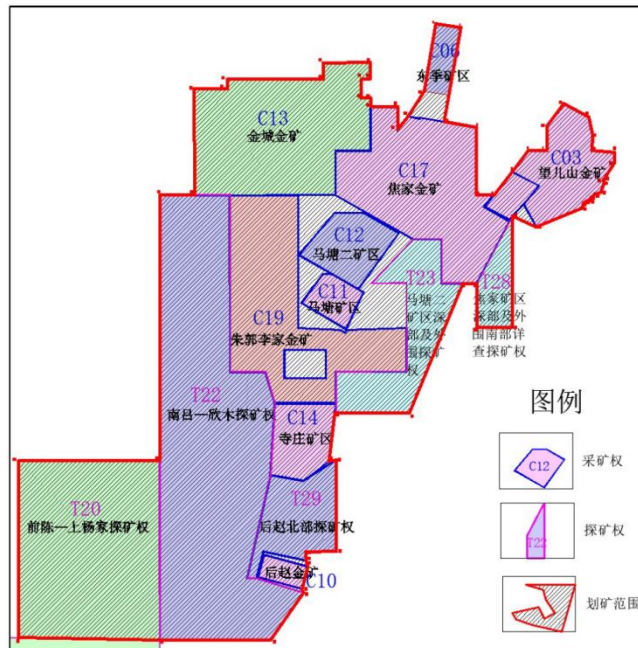 C06
东季矿区
C13
金城金矿
C17
焦家金矿
C03
望儿山金矿
C12
马塘二矿区
C11
马塘矿区
T23
马塘二
矿区深
部及外
围探矿
权
T28
焦家矿区
深部及外
围南部详
查探矿权
C19
朱郭李家金矿
T22
南吕—欣木探矿权
C14
寺庄矿区
T29
后赵北部探矿权
后赵金矿
C10
T20
前陈—上杨家探矿权
图例
C12
采矿权
T22
探矿权
划矿范围